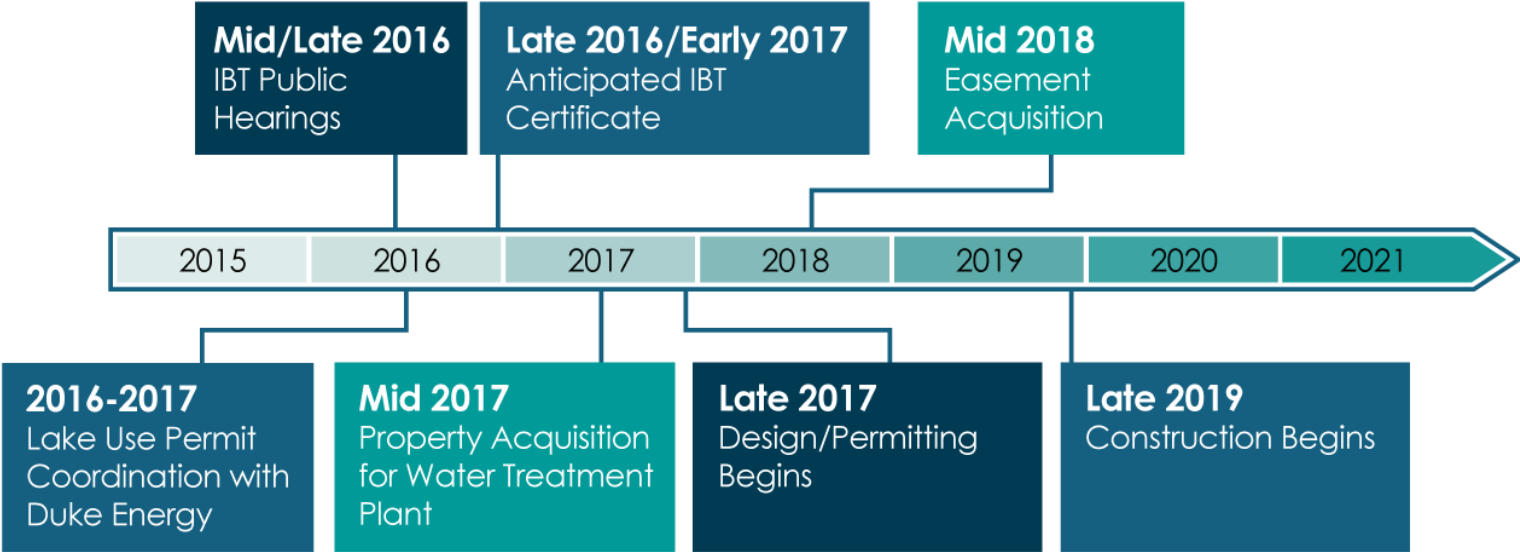 Mid/Late 2016
IBT Public
Hearings
Late 2016/Early 2017
Anticipated IBT
Certificate
Mid 2018
Easement
Acquisition
2015
2016
2017
2018
2019
2020
2021
2016-2017
Lake Use Permit
Coordination with
Duke Energy
Mid 2017
Property Acquisition
for Water Treatment
Plant
Late 2017
Design/Permitting
Begins
Late 2019
Construction Begins